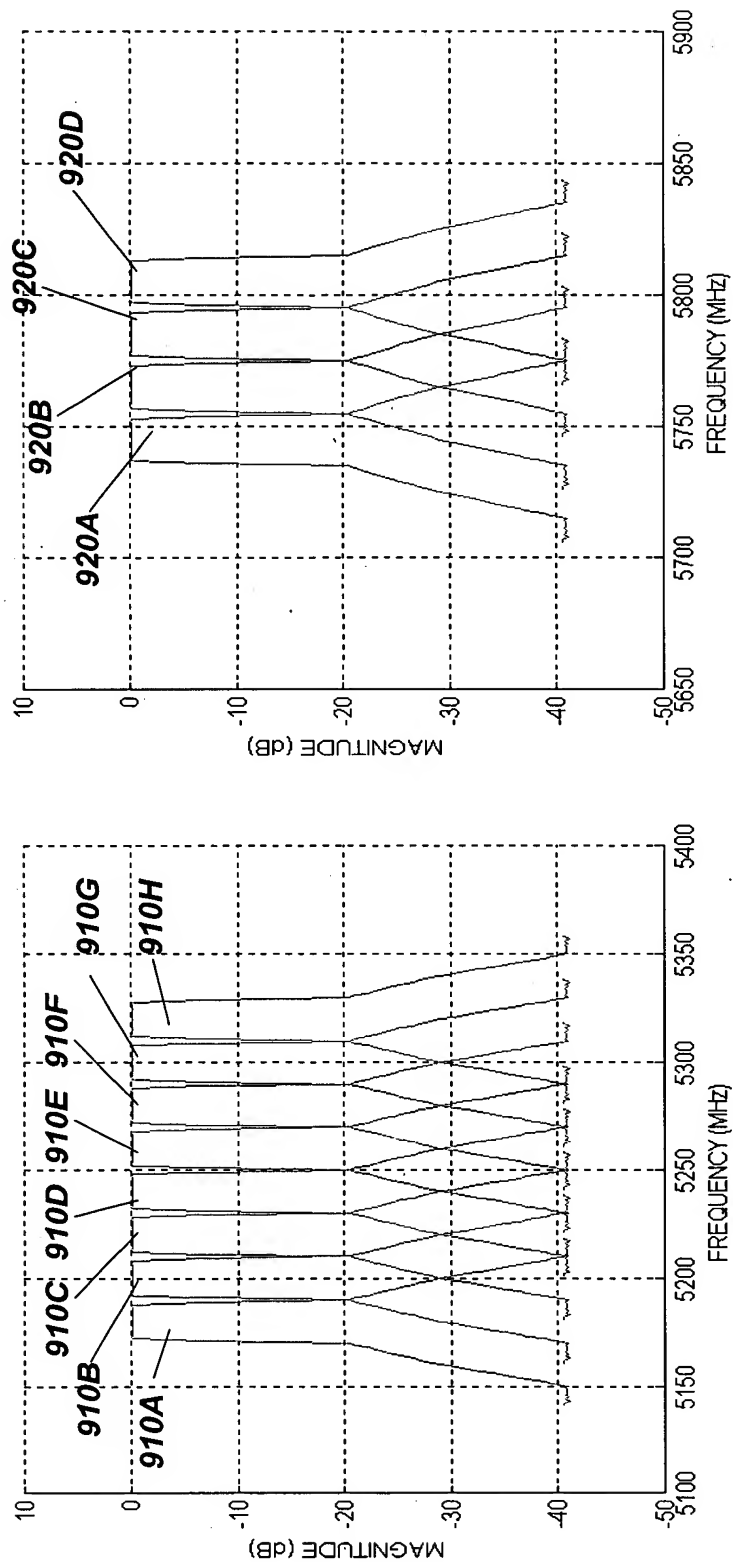 910A 910B 910C 910D 910E 910F 910G 910H
10
0
-10
-20
-30
-40
-50
MAGNITUDE (dB)
5100 5150 5200 5250 5300 5350 5400
FREQUENCY (MHz)
920A 920B 920C 920D
10
0
-10
-20
-30
-40
-50
MAGNITUDE (dB)
5650 5700 5750 5800 5850 5900
FREQUENCY (MHz)